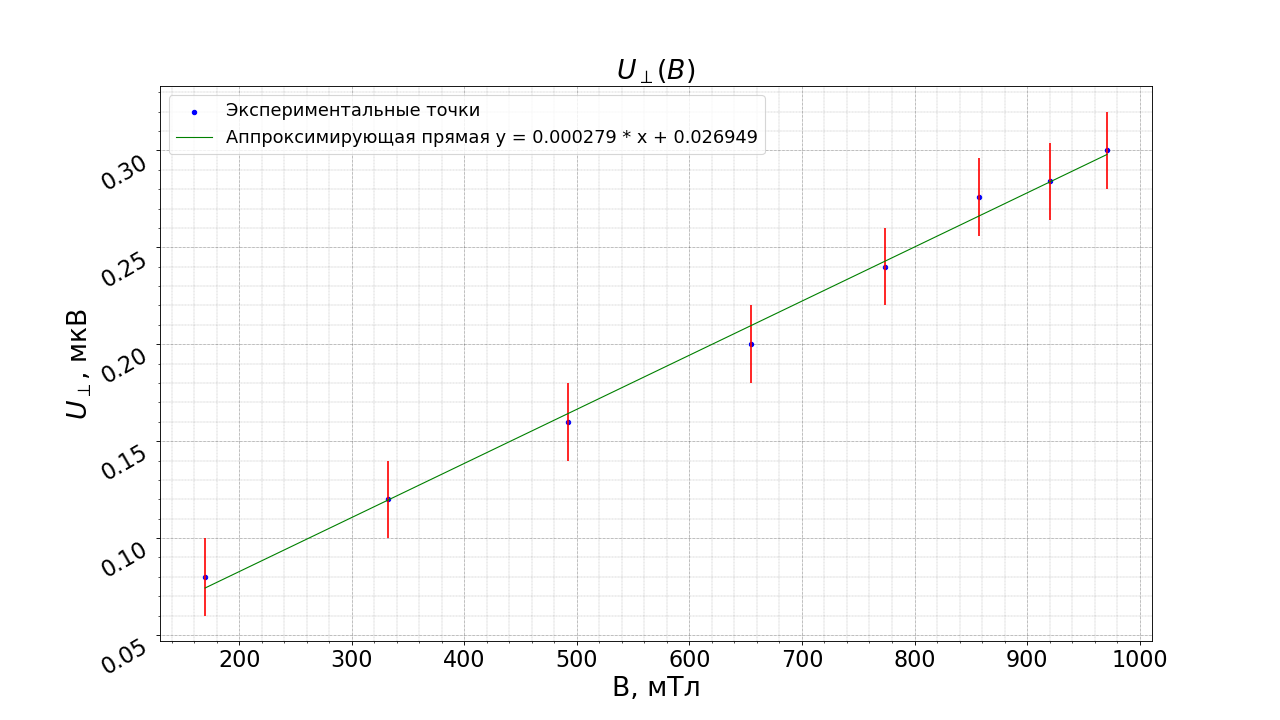 U⊥(B)
Экспериментальные точки
Аппроксимирующая прямая y = 0.000279 * x + 0.026949
U⊥, мкВ
0.30
0.25
0.20
0.15
0.10
0.05
200 300 400 500 600 700 800 900 1000
В, мТл